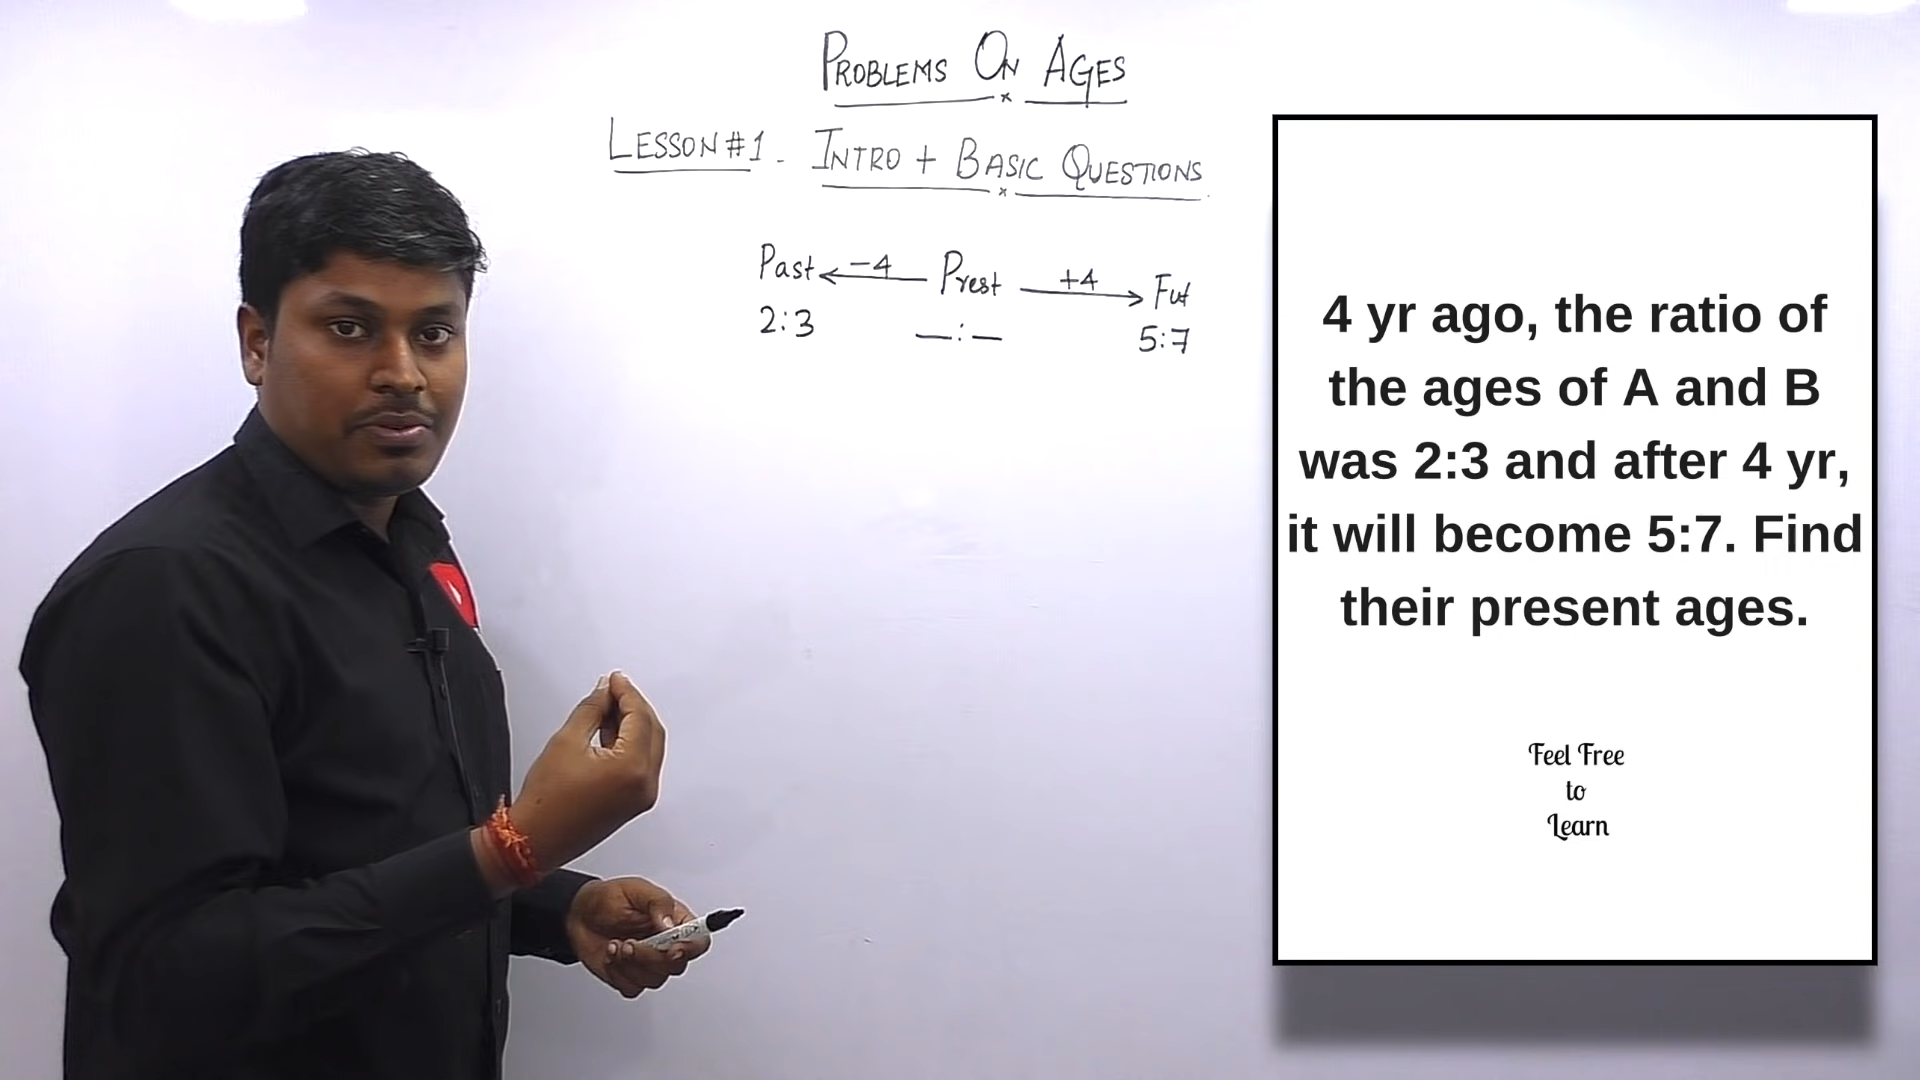 PROBLEMS ON AGES
LESSON #1 - INTRO + BASIC QUESTIONS
Past ← -4 Prest +4 → Fut
2:3 _:_ 5:7
4 yr ago, the ratio of
the ages of A and B
was 2:3 and after 4 yr,
it will become 5:7. Find
their present ages.
Feel Free
to
Learn